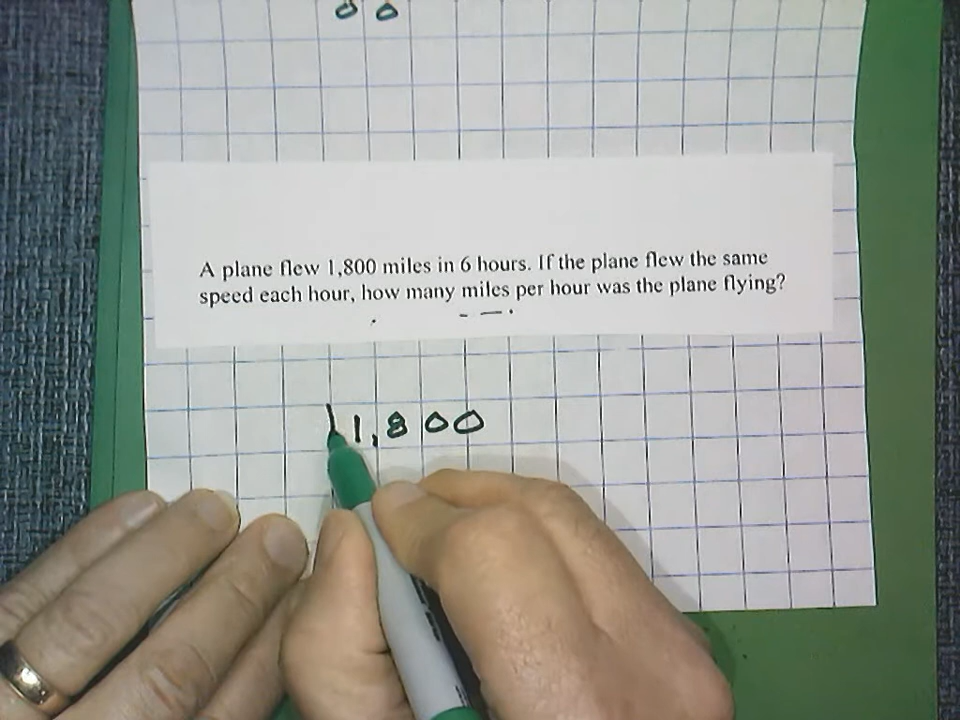 00
A plane flew 1,800 miles in 6 hours. If the plane flew the same
speed each hour, how many miles per hour was the plane flying?
1,800